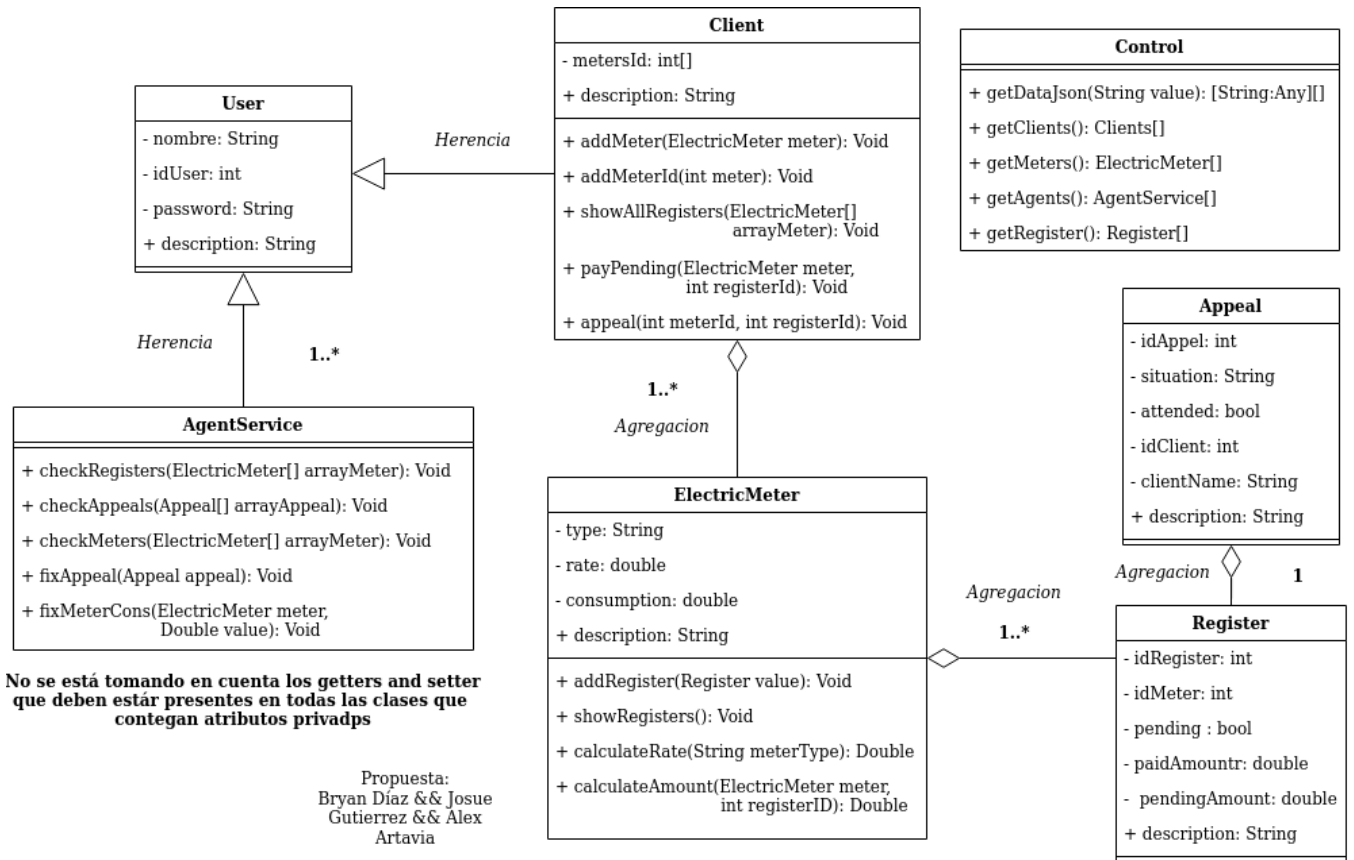 Client
- metersId: int[]
+ description: String
+ addMeter(ElectricMeter meter): Void
+ addMeterId(int meter): Void
+ showAllRegisters(ElectricMeter[]
arrayMeter): Void
+ payPending(ElectricMeter meter,
int registerId): Void
+ appeal(int meterId, int registerId): Void
Control
+ getDataJson(String value): [String:Any][]
+ getClients(): Clients[]
+ getMeters(): ElectricMeter[]
+ getAgents(): AgentService[]
+ getRegister(): Register[]
User
- nombre: String
- idUser: int
- password: String
+ description: String
Herencia
Herencia
1..*
AgentService
+ checkRegisters(ElectricMeter[] arrayMeter): Void
+ checkAppeals(Appeal[] arrayAppeal): Void
+ checkMeters(ElectricMeter[] arrayMeter): Void
+ fixAppeal(Appeal appeal): Void
+ fixMeterCons(ElectricMeter meter,
Double value): Void
1..*
Agregacion
ElectricMeter
- type: String
- rate: double
- consumption: double
+ description: String
+ addRegister(Register value): Void
+ showRegisters(): Void
+ calculateRate(String meterType): Double
+ calculateAmount(ElectricMeter meter,
int registerID): Double
Agregacion
1..*
Appeal
- idAppel: int
- situation: String
- attended: bool
- idClient: int
- clientName: String
+ description: String
Agregacion
1
Register
- idRegister: int
- idMeter: int
- pending : bool
- paidAmountr: double
- pendingAmount: double
+ description: String
No se está tomando en cuenta los getters and setter
que deben estár presentes en todas las clases que
contegan atributos privadps
Propuesta:
Bryan Díaz && Josue
Gutierrez && Alex
Artavia